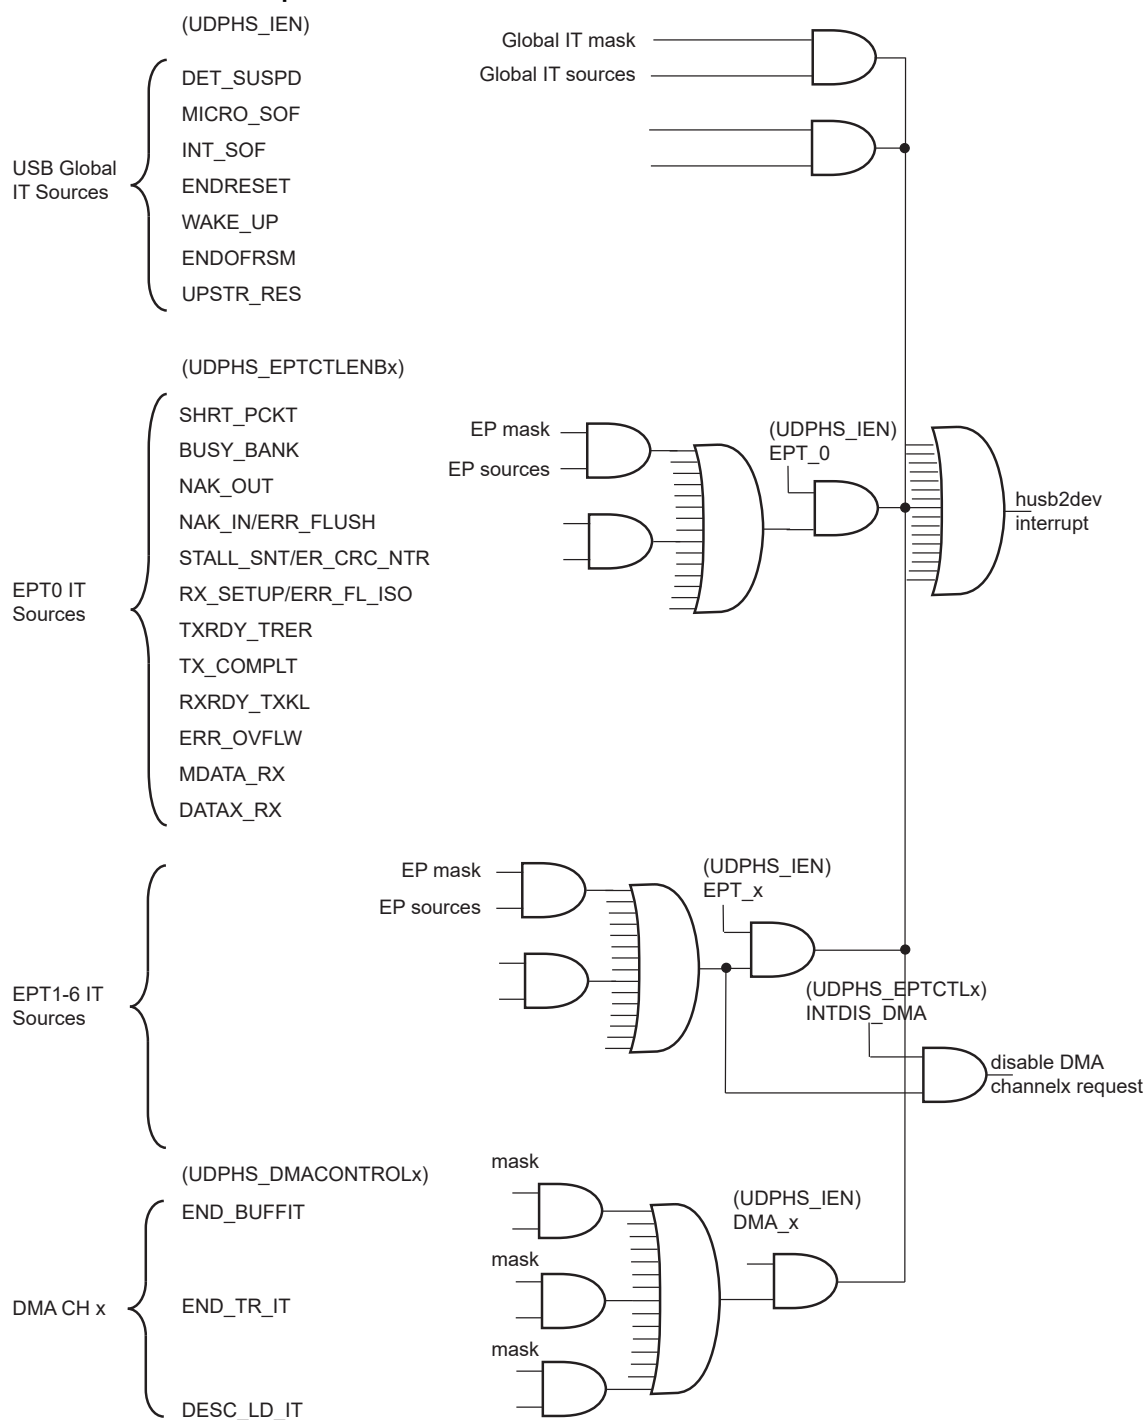 (UDPHS_IEN)
Global IT mask
Global IT sources
DET_SUSPD
MICRO_SOF
INT_SOF
ENDRESET
WAKE_UP
ENDOFRSM
UPSTR_RES
USB Global
IT Sources
(UDPHS_EPTCTLENBx)
SHRT_PCKT
BUSY_BANK
NAK_OUT
NAK_IN/ERR_FLUSH
STALL_SNT/ER_CRC_NTR
RX_SETUP/ERR_FL_ISO
TXRDY_TRER
TX_COMPLT
RXRDY_TXKL
ERR_OVFLW
MDATA_RX
DATAX_RX
EPT0 IT
Sources
EP mask
EP sources
(UDPHS_IEN)
EPT_0
husb2dev
interrupt
EP mask
EP sources
(UDPHS_IEN)
EPT_x
EPT1-6 IT
Sources
(UDPHS_EPTCTLx)
INTDIS_DMA
disable DMA
channelx request
(UDPHS_DMACONTROLx)
mask
END_BUFFIT
(UDPHS_IEN)
DMA_x
mask
DMA CH x
END_TR_IT
mask
DESC_LD_IT